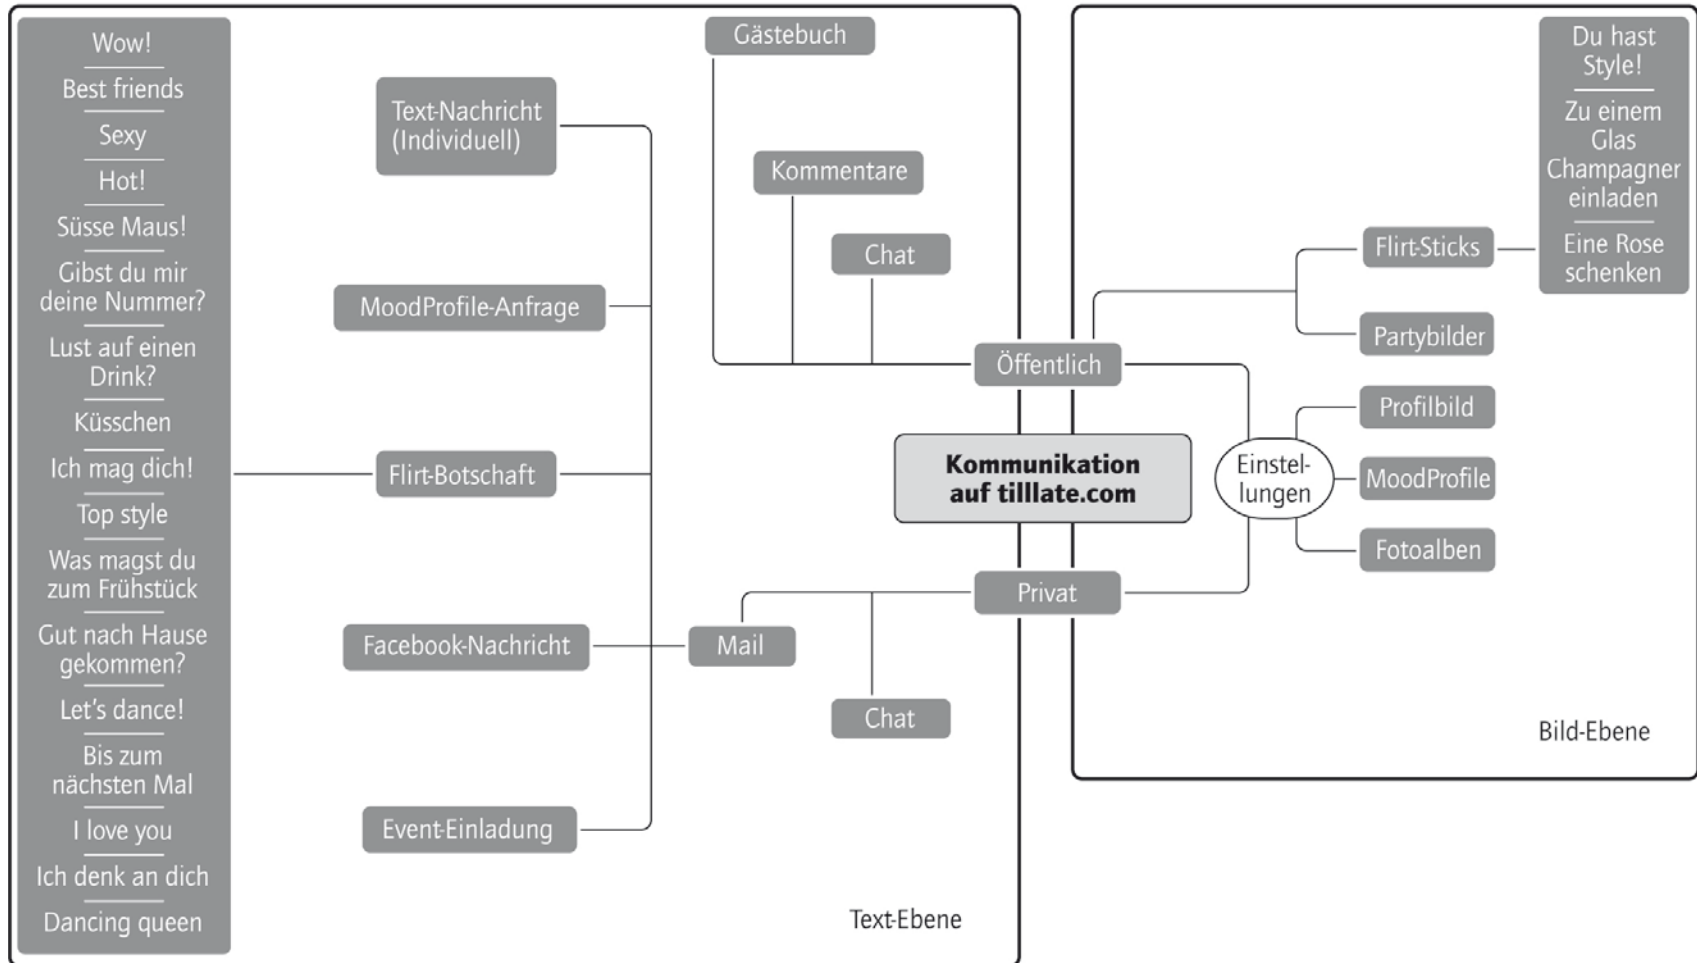 Wow!
Best friends
Sexy
Hot!
Süsse Maus!
Gibst du mir
deine Nummer?
Lust auf einen
Drink?
Küsschen
Ich mag dich!
Top style
Was magst du
zum Frühstück
Gut nach Hause
gekommen?
Let's dance!
Bis zum
nächsten Mal
I love you
Ich denk an dich
Dancing queen
Text-Nachricht
(Individuell)
MoodProfile-Anfrage
Flirt-Botschaft
Facebook-Nachricht
Event-Einladung
Gästebuch
Kommentare
Chat
Mail
Chat
Text-Ebene
Öffentlich
Kommunikation
auf tilllate.com
Privat
Einstel-
lungen
Flirt-Sticks
Partybilder
Profilbild
MoodProfile
Fotoalben
Du hast
Style!
Zu einem
Glas
Champagner
einladen
Eine Rose
schenken
Bild-Ebene